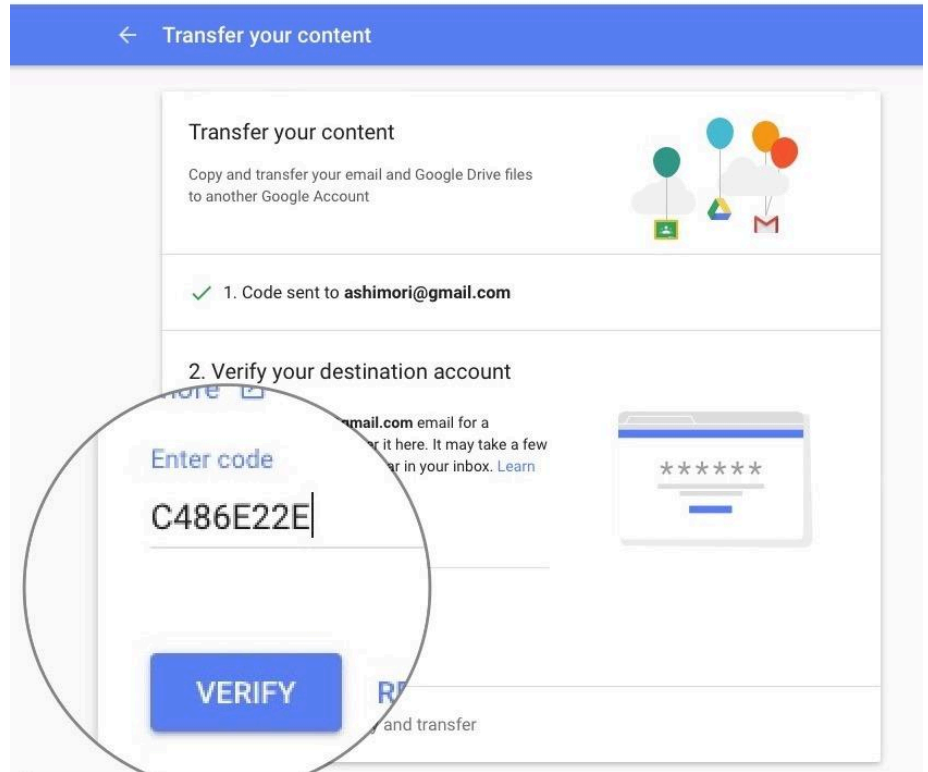 Transfer your content
Transfer your content
Copy and transfer your email and Google Drive files
to another Google Account
1. Code sent to ashimori@gmail.com
2. Verify your destination account
gmail.com email for a
it here. It may take a few
in your inbox. Learn
Enter code
C486E22E
VERIFY
and transfer